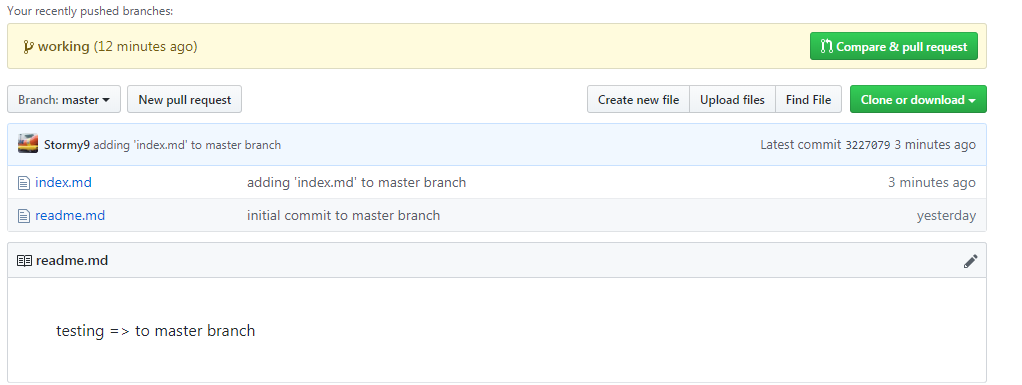 Your recently pushed branches:
working (12 minutes ago) Compare & pull request
Branch: master New pull request Create new file Upload files Find File Clone or download
Stormy9 adding 'index.md' to master branch Latest commit 3227079 3 minutes ago
index.md adding 'index.md' to master branch 3 minutes ago
readme.md initial commit to master branch yesterday
readme.md
testing => to master branch